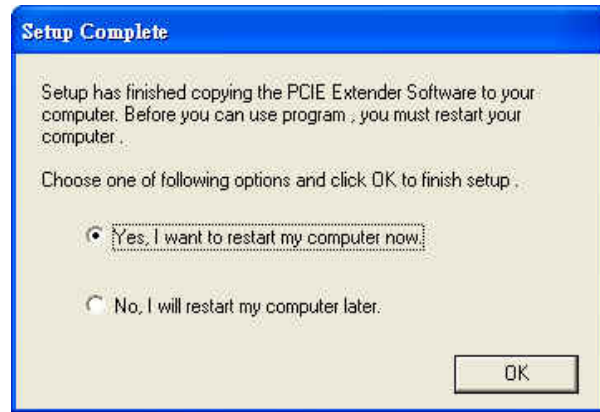 Setup Complete
Setup has finished copying the PCIE Extender Software to your
computer. Before you can use program , you must restart your
computer .
Choose one of following options and click OK to finish setup .
Yes, I want to restart my computer now.
No, I will restart my computer later.
OK